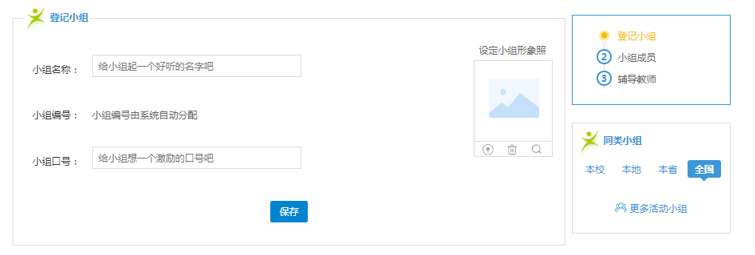 登记小组
设定小组形象照
小组名称： 给小组起一个好听的名字吧
小组编号： 小组编号由系统自动分配
小组口号： 给小组想一个激励的口号吧
保存
登记小组
2 小组成员
3 辅导教师
同类小组
本校 本地 本省 全国
更多活动小组